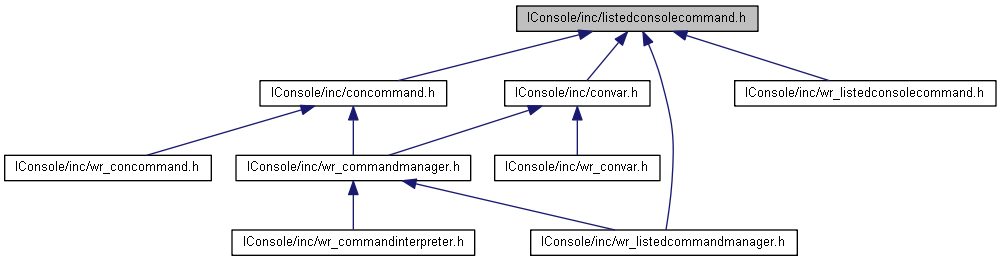 IConsole/inc/listedconsolecommand.h
IConsole/inc/concommand.h
IConsole/inc/convar.h
IConsole/inc/wr_listedconsolecommand.h
IConsole/inc/wr_concommand.h
IConsole/inc/wr_commandmanager.h
IConsole/inc/wr_convar.h
IConsole/inc/wr_commandinterpreter.h
IConsole/inc/wr_listedcommandmanager.h